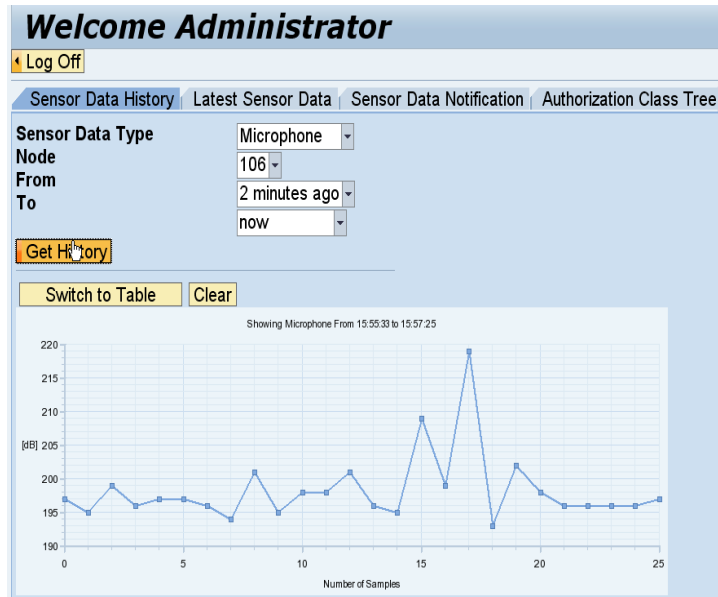 Welcome Administrator
Log Off
Sensor Data History Latest Sensor Data Sensor Data Notification Authorization Class Tree
Sensor Data Type Microphone
Node 106
From 2 minutes ago
To now
Get History
Switch to Table Clear
Showing Microphone From 15:55:33 to 15:57:25
220
215
210
[dB] 205
200
195
190
0 5 10 15 20 25
Number of Samples